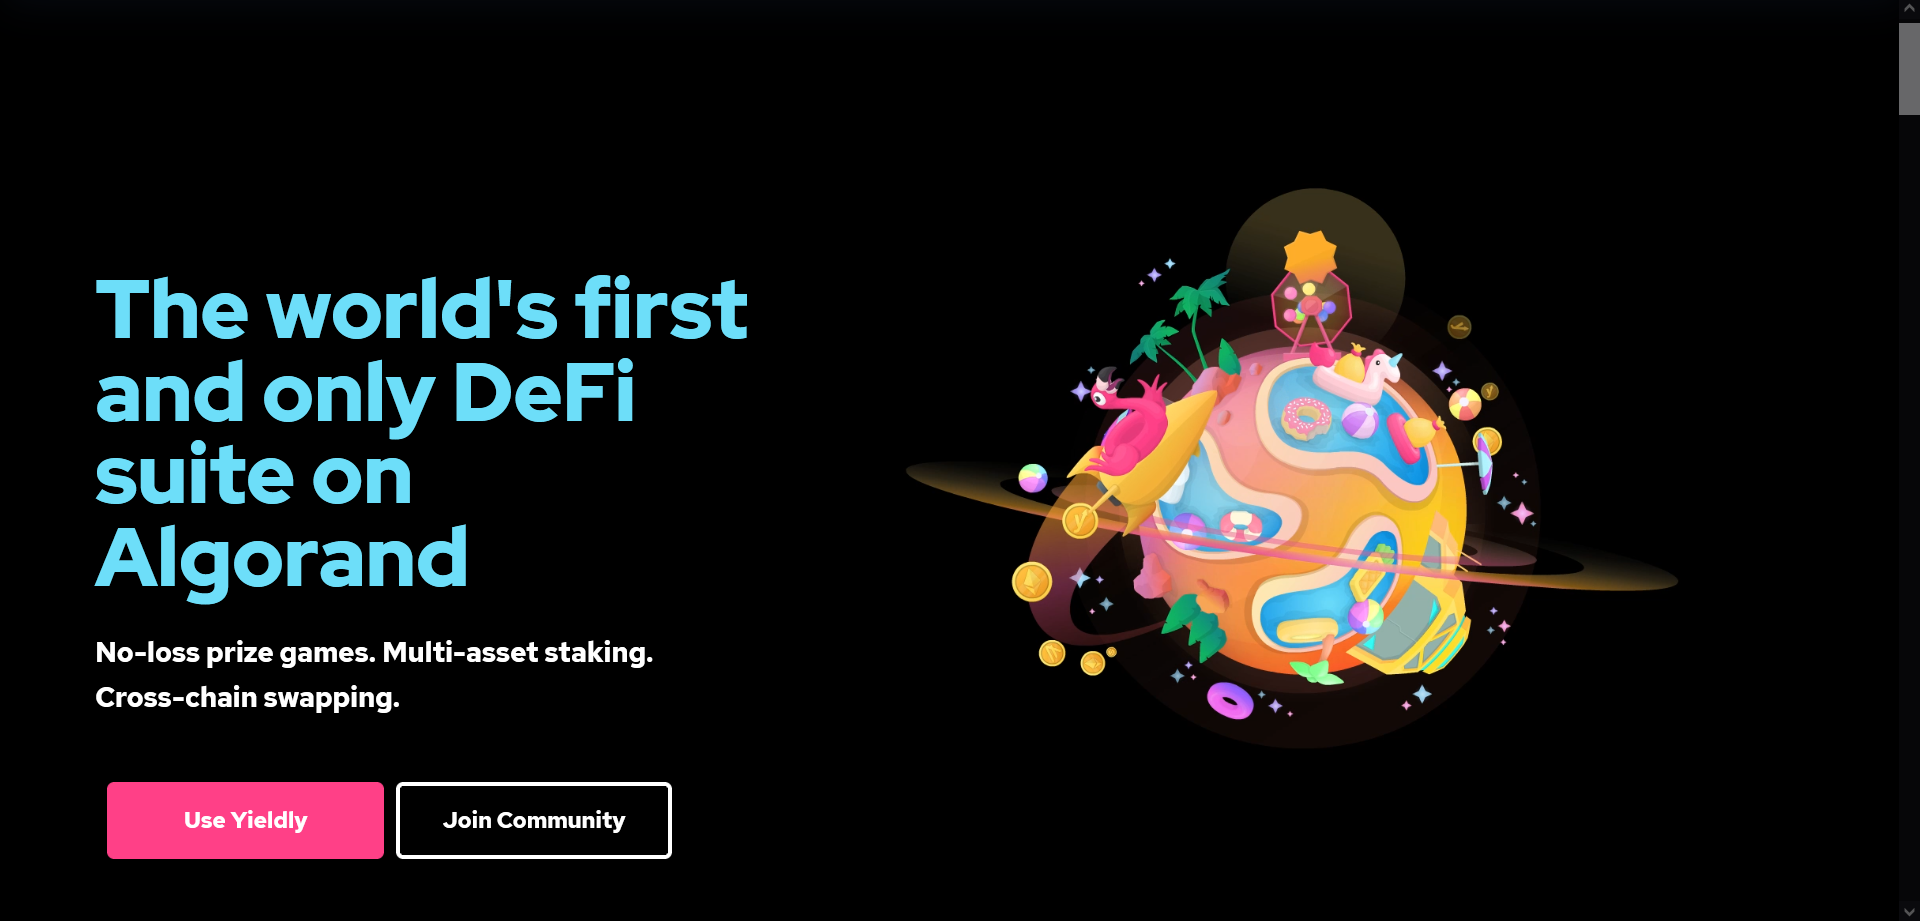 The world's first
and only DeFi
suite on
Algorand
No-loss prize games. Multi-asset staking.
Cross-chain swapping.
Use Yieldly
Join Community